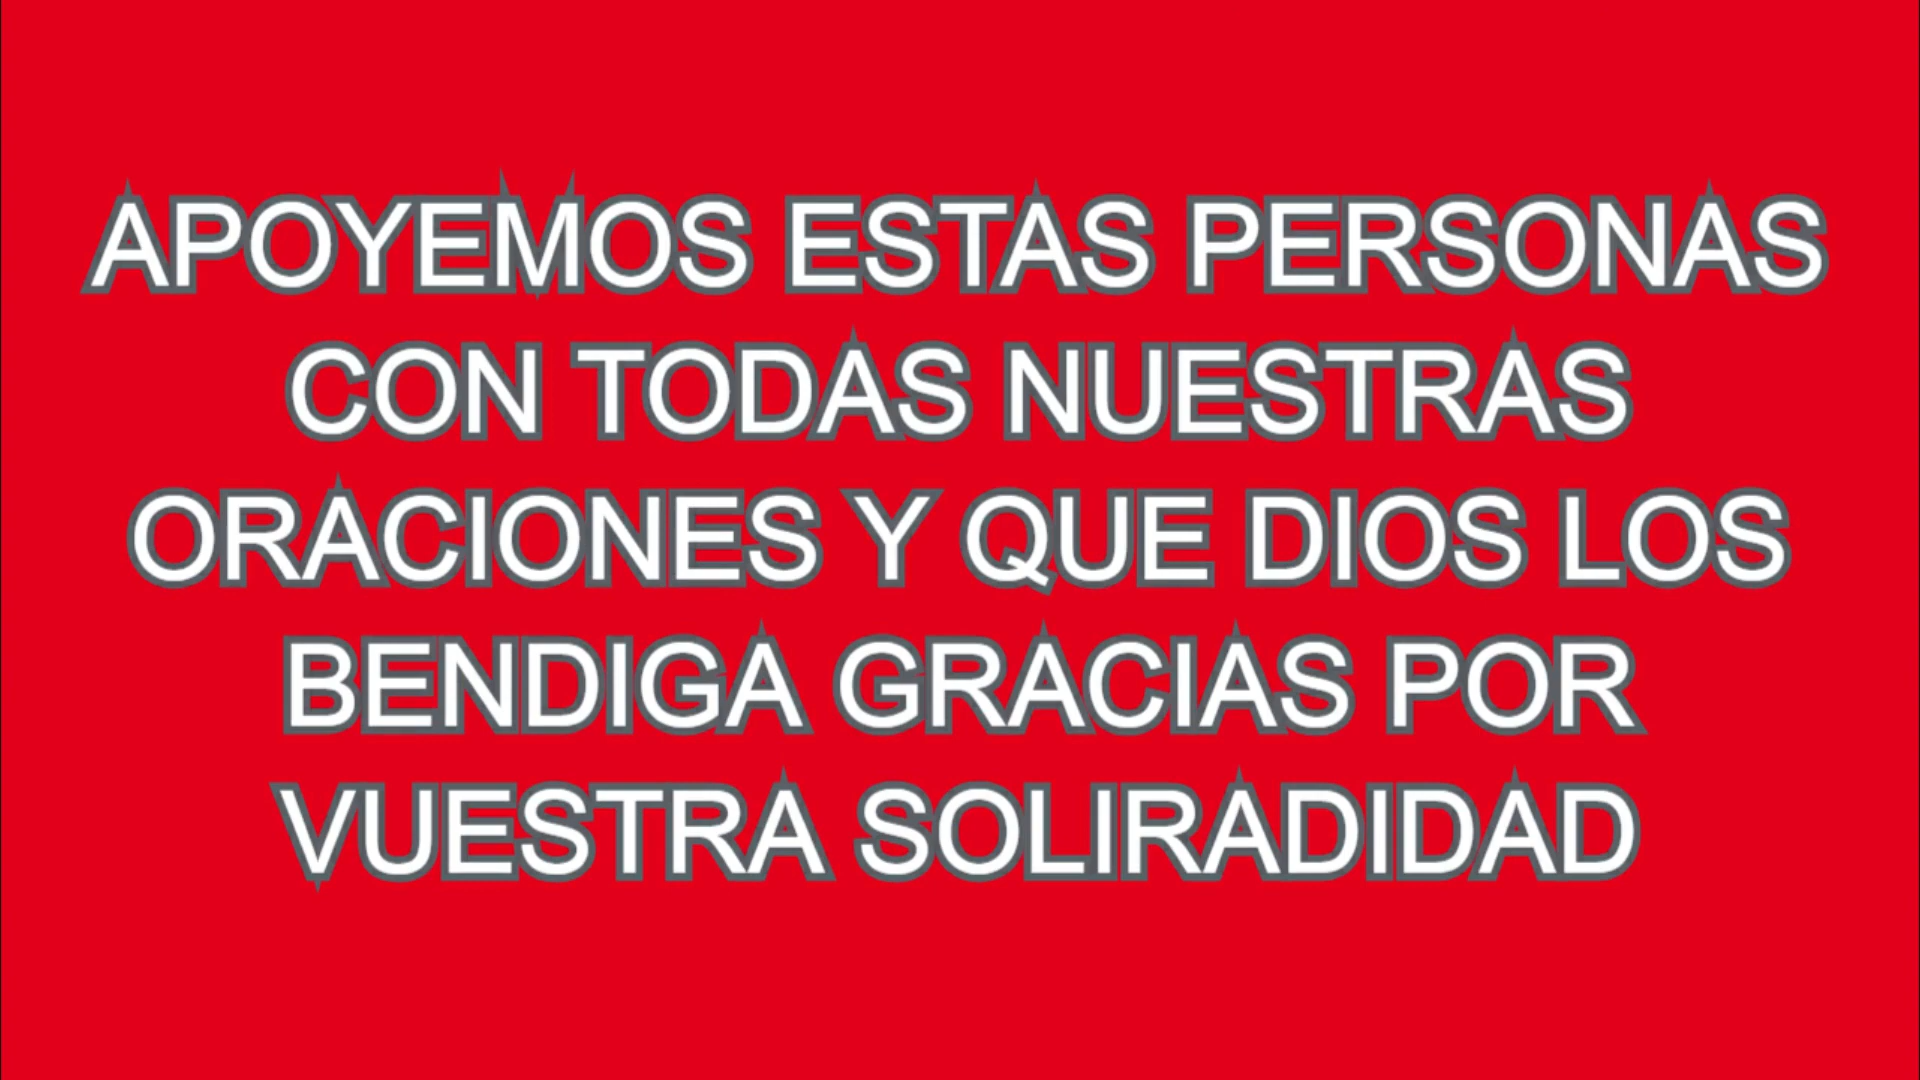 APOYEMOS ESTAS PERSONAS
CON TODAS NUESTRAS
ORACIONES Y QUE DIOS LOS
BENDIGA GRACIAS POR
VUESTRA SOLIRADIDAD